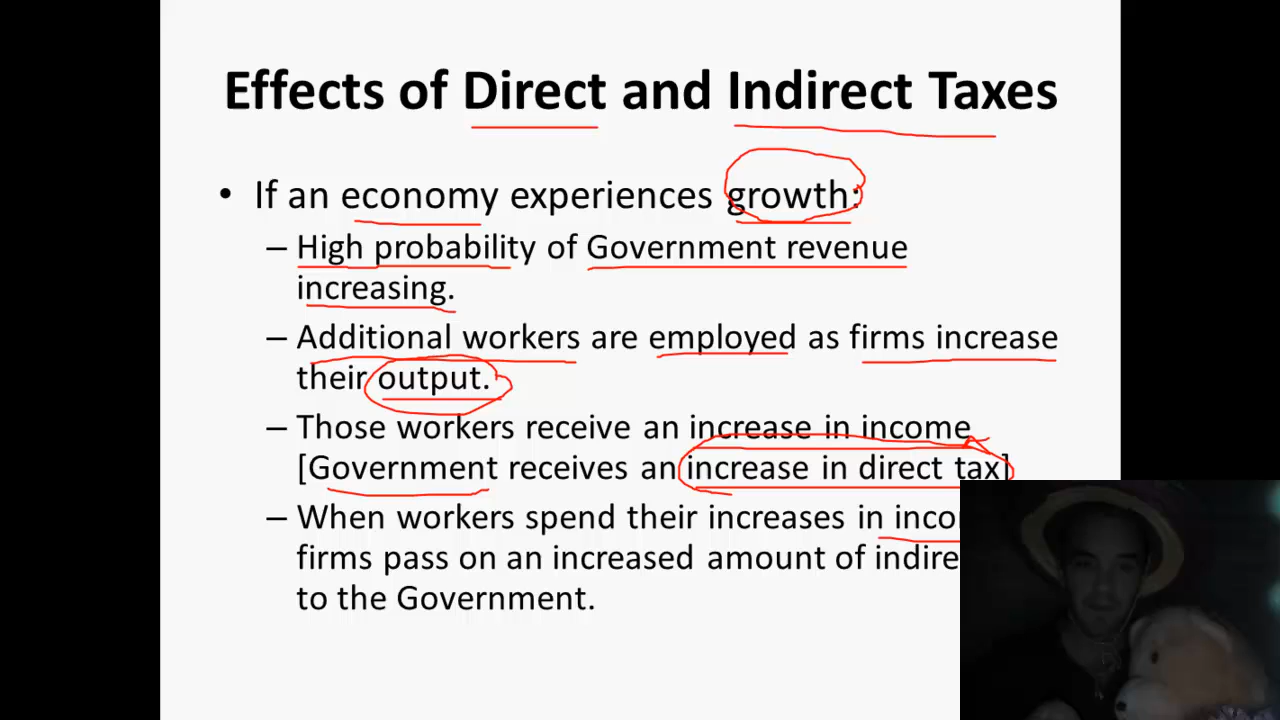 Effects of Direct and Indirect Taxes
• If an economy experiences growth:
– High probability of Government revenue
increasing.
– Additional workers are employed as firms increase
their output.
– Those workers receive an increase in income
[Government receives an increase in direct tax]
– When workers spend their increases in
firms pass on an increased amount of
to the Government.